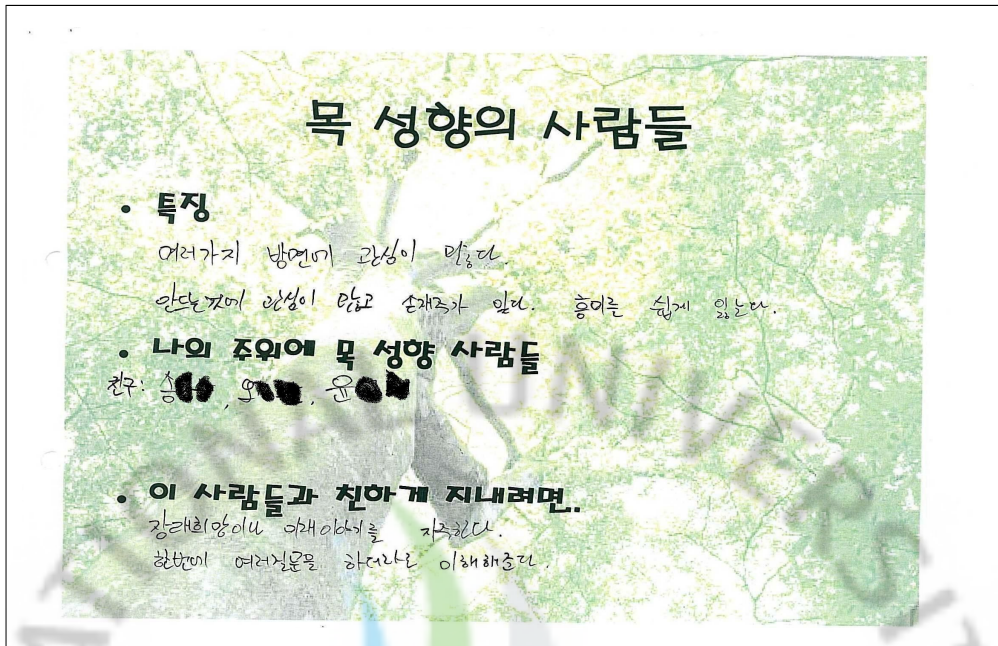 목 성향의 사람들
• 특징
여러가지 방면에 관심이 많다.
만드는것에 관심이 많고 손재주가 있다. 흥미를 쉽게 잃는다.
• 나의 주위에 목 성향 사람들
친구: 송 , 오 , 윤
• 이 사람들과 친하게 지내려면.
장래희망이나 미래이야기를 자주한다.
한번에 여러질문을 하더라도 이해해준다.
NATIONAL UNIVERSITY